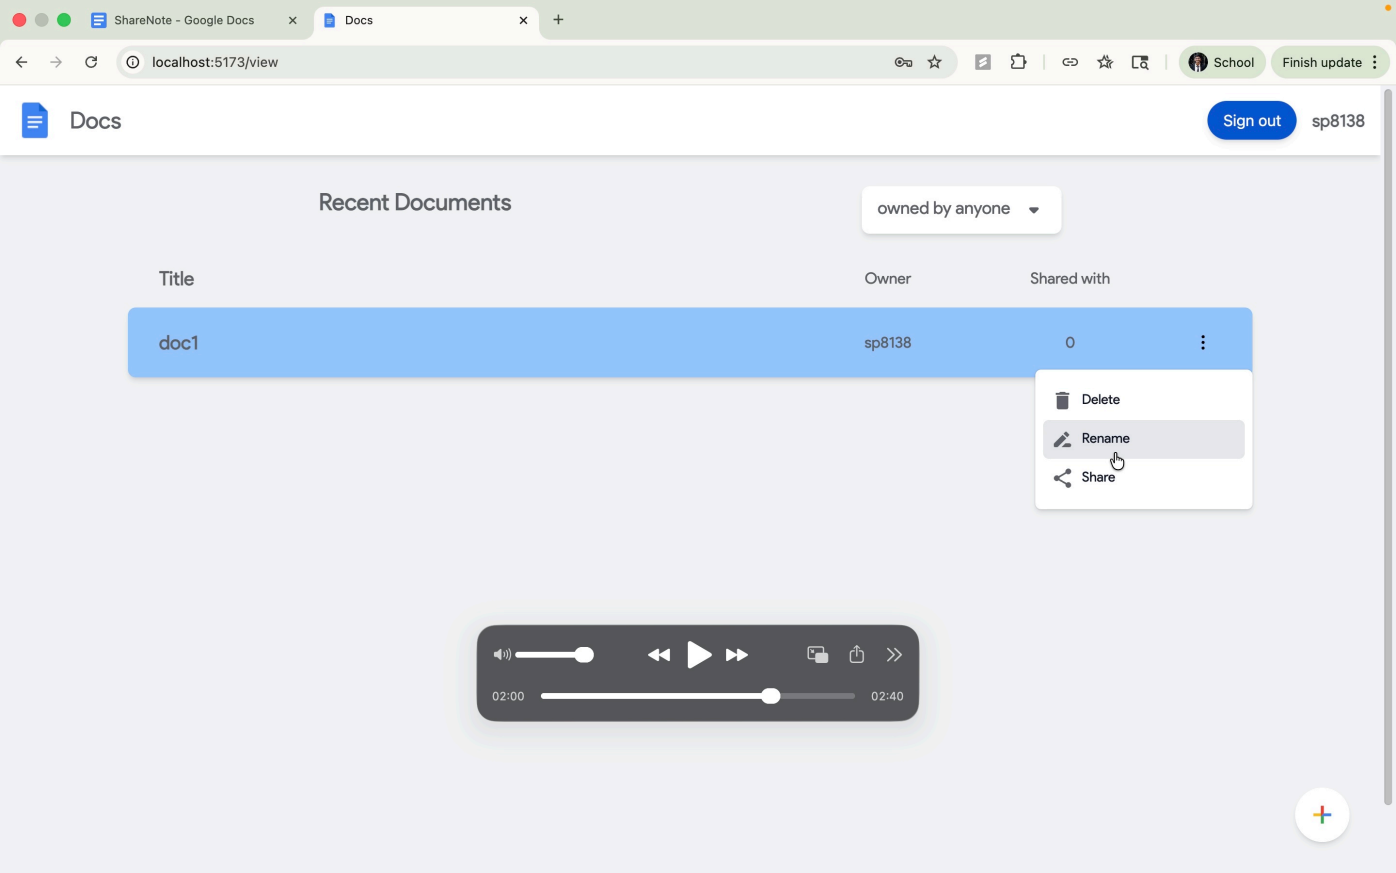 ShareNote - Google Docs
Docs
localhost:5173/view
School
Finish update
Docs
Sign out
sp8138
Recent Documents
owned by anyone
Title
Owner
Shared with
doc1
sp8138
0
Delete
Rename
Share
02:00
02:40